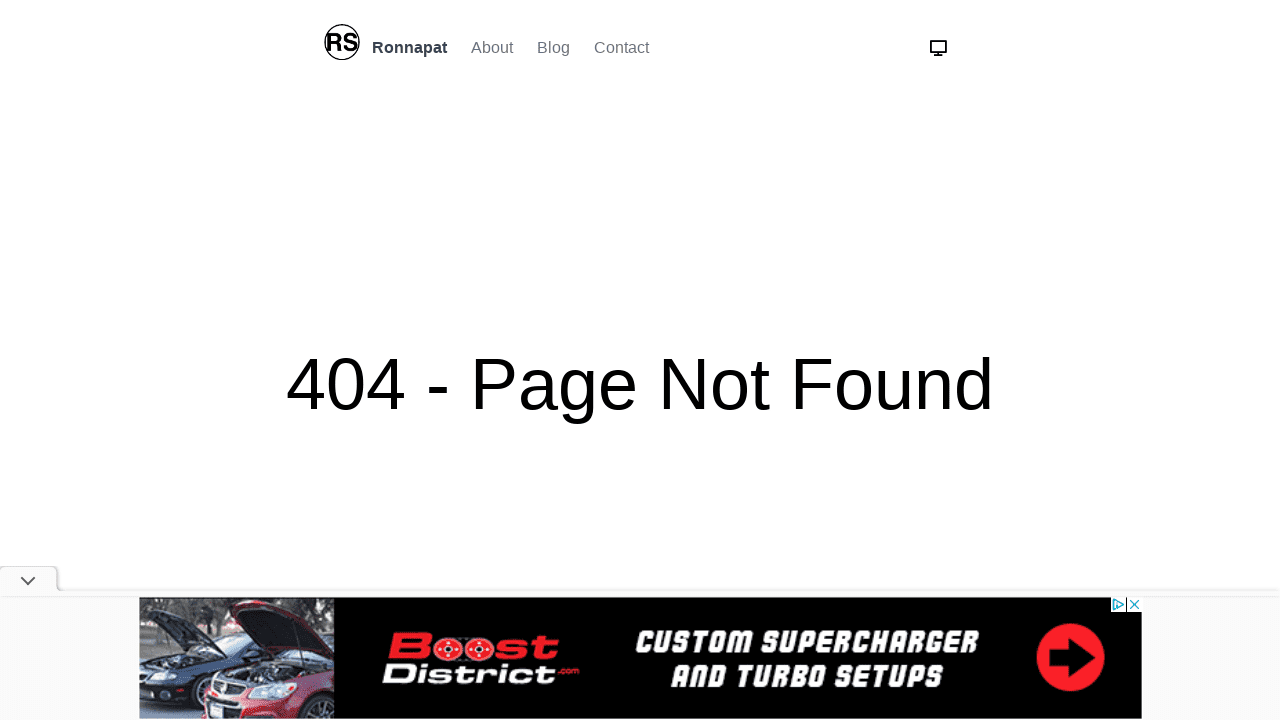 RS Ronnapat About Blog Contact
404 - Page Not Found
Boost
District.com
CUSTOM SUPERCHARGER
AND TURBO SETUPS